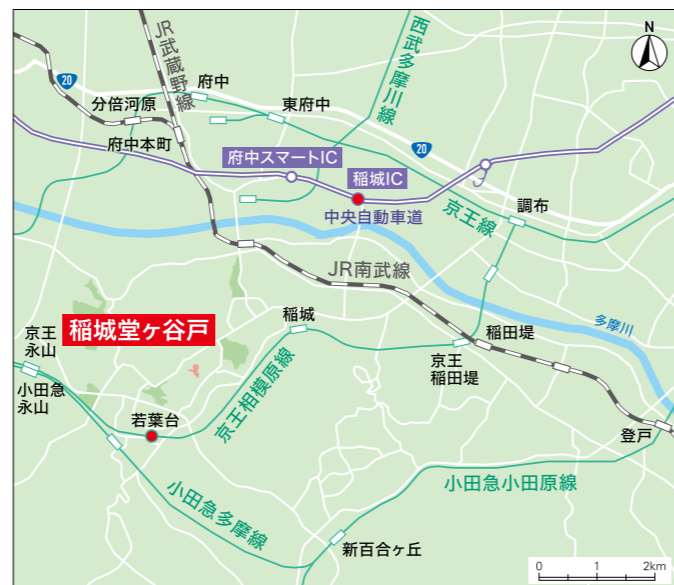 JR武蔵野線
西武多摩川線
N
20
府中
分倍河原
東府中
府中本町
府中スマートIC
20
稲城IC
中央自動車道
京王線
調布
JR南武線
多摩川
稲城堂ヶ谷戸
稲城
稲田堤
京王
永山
京王
稲田堤
小田急
永山
京王相模原線
若葉台
登戸
小田急多摩線
小田急小田原線
新百合ヶ丘
0 1 2km